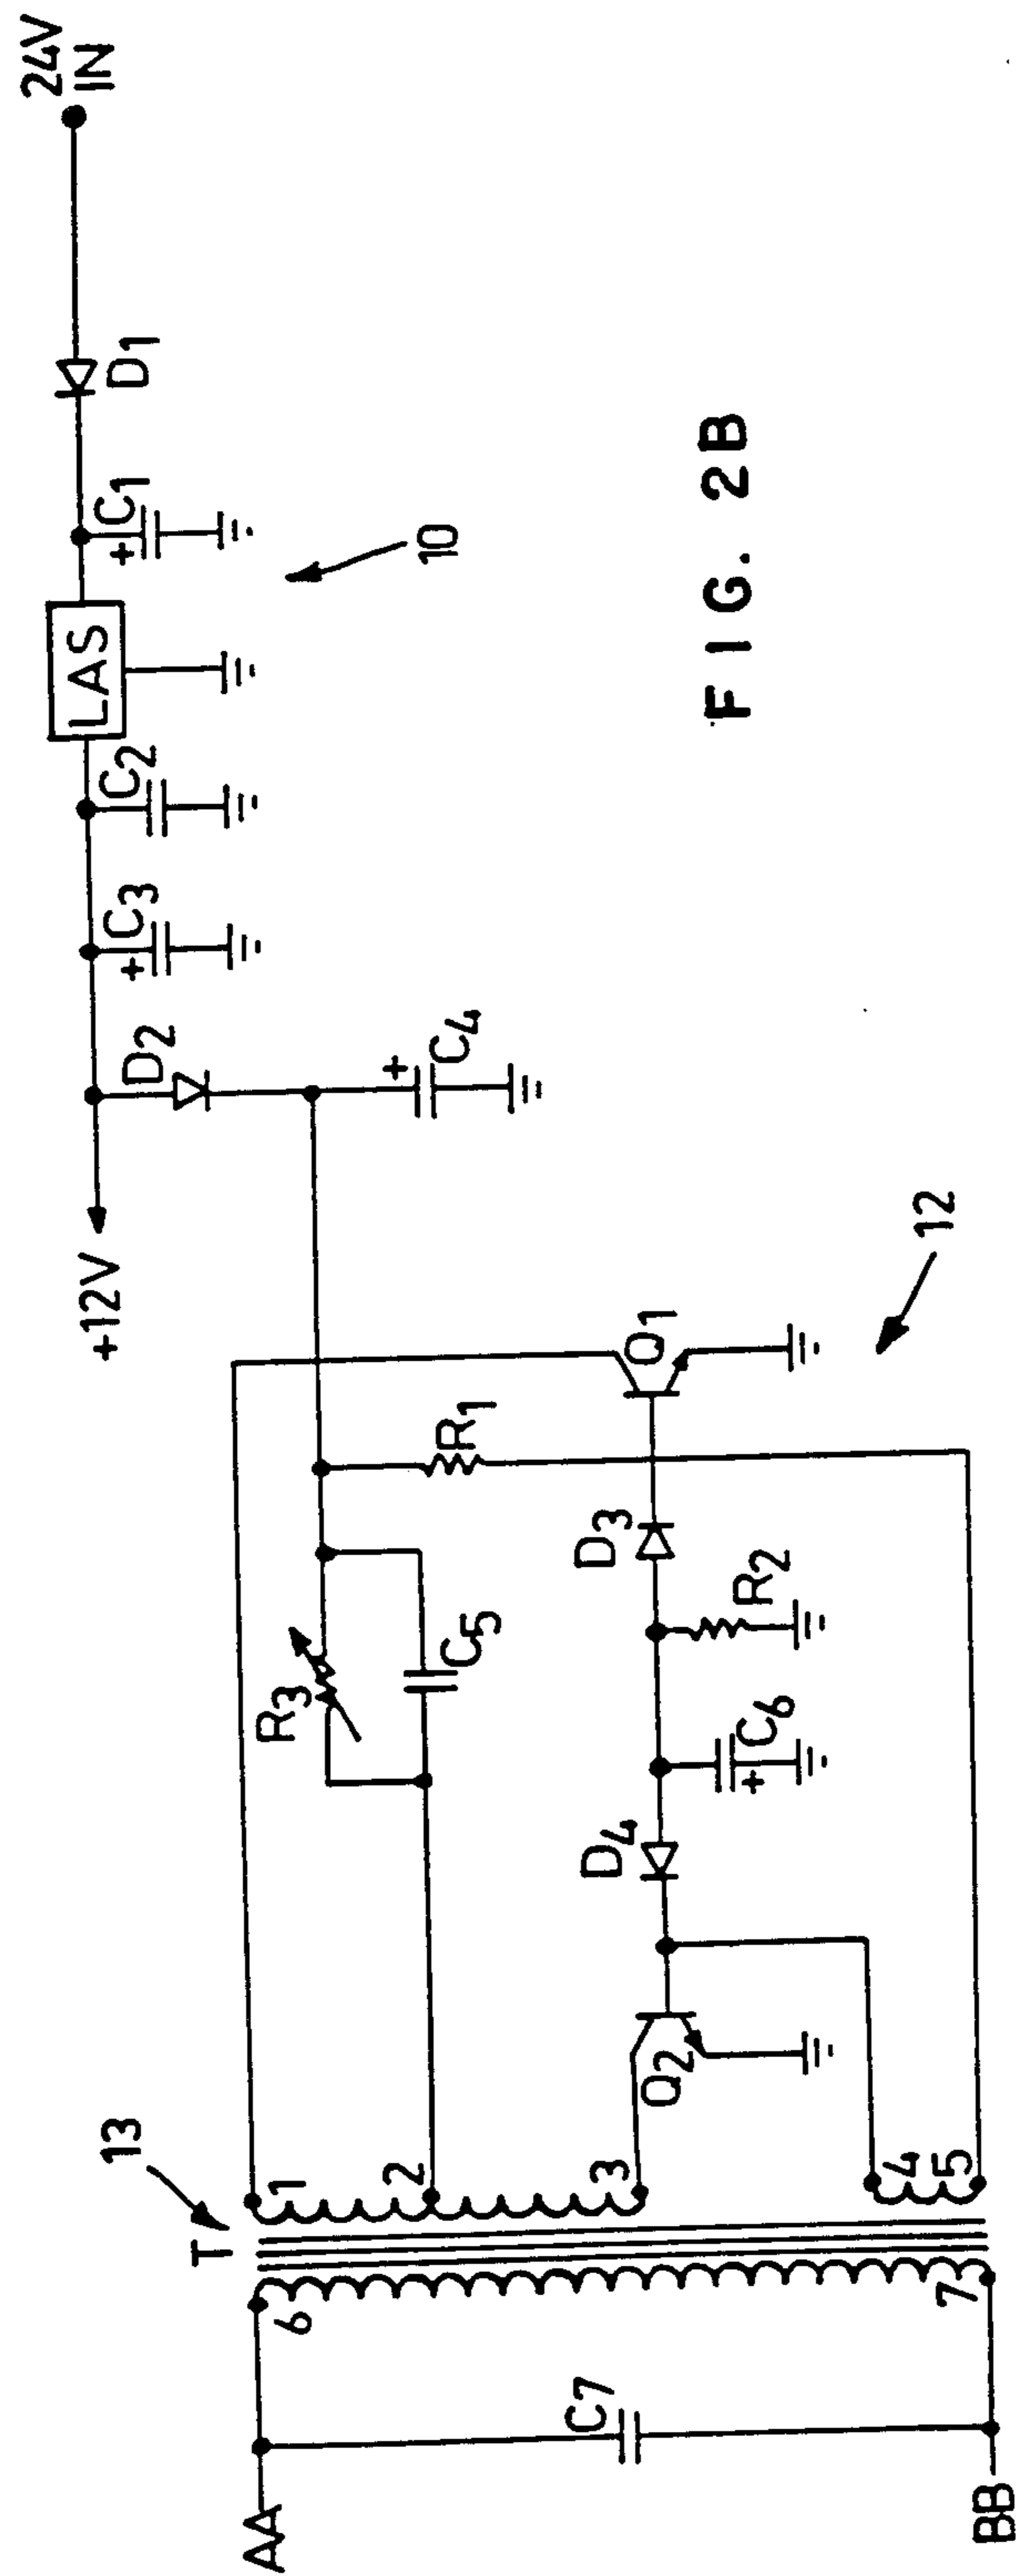 24V
IN
D1
C1
+
10
LAS
C2
C3
+
D2
+
C4
+12V
12
Q1
R1
D3
R2
R3
C5
C6
+
D4
Q2
13
T
1
2
3
4
5
6
7
C7
AA
BB
FIG. 2B